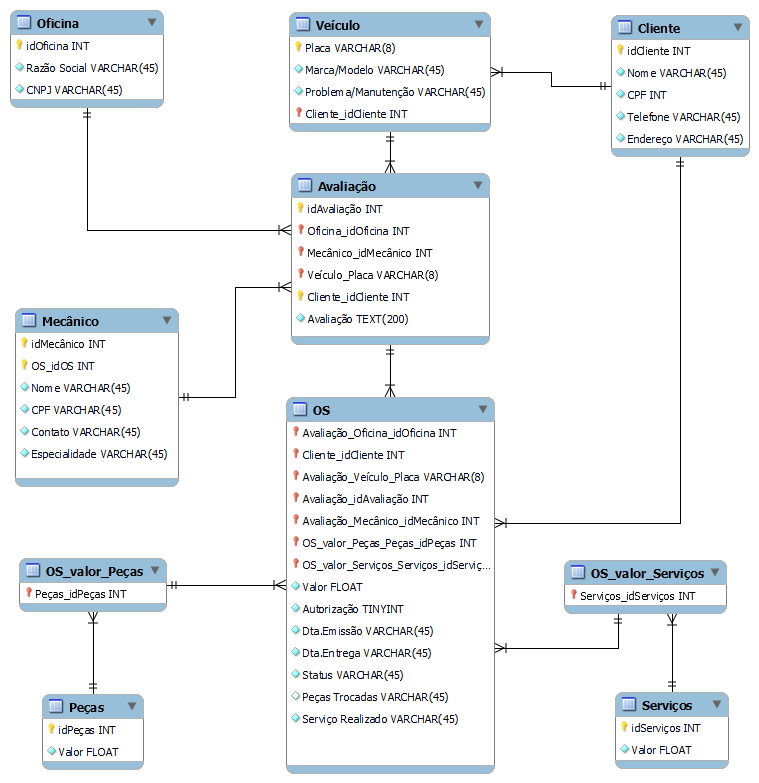 Oficina
idOficina INT
Razão Social VARCHAR(45)
CNPJ VARCHAR(45)
Veículo
Placa VARCHAR(8)
Marca/Modelo VARCHAR(45)
Problema/Manutenção VARCHAR(45)
Cliente_idCliente INT
Cliente
idCliente INT
Nome VARCHAR(45)
CPF INT
Telefone VARCHAR(45)
Endereço VARCHAR(45)
Avaliação
idAvaliação INT
Oficina_idOficina INT
Mecânico_idMecânico INT
Veículo_Placa VARCHAR(8)
Cliente_idCliente INT
Avaliação TEXT(200)
Mecânico
idMecânico INT
OS_idOS INT
Nome VARCHAR(45)
CPF VARCHAR(45)
Contato VARCHAR(45)
Especialidade VARCHAR(45)
OS
Avaliação_Oficina_idOficina INT
Cliente_idCliente INT
Avaliação_Veículo_Placa VARCHAR(8)
Avaliação_idAvaliação INT
Avaliação_Mecânico_idMecânico INT
OS_valor_Peças_Peças_idPeças INT
OS_valor_Serviços_Serviços_idServiç...
Valor FLOAT
Autorização TINYINT
Dta.Emissão VARCHAR(45)
Dta.Entrega VARCHAR(45)
Status VARCHAR(45)
Peças Trocadas VARCHAR(45)
Serviço Realizado VARCHAR(45)
OS_valor_Peças
Peças_idPeças INT
OS_valor_Serviços
Serviços_idServiços INT
Peças
idPeças INT
Valor FLOAT
Serviços
idServiços INT
Valor FLOAT